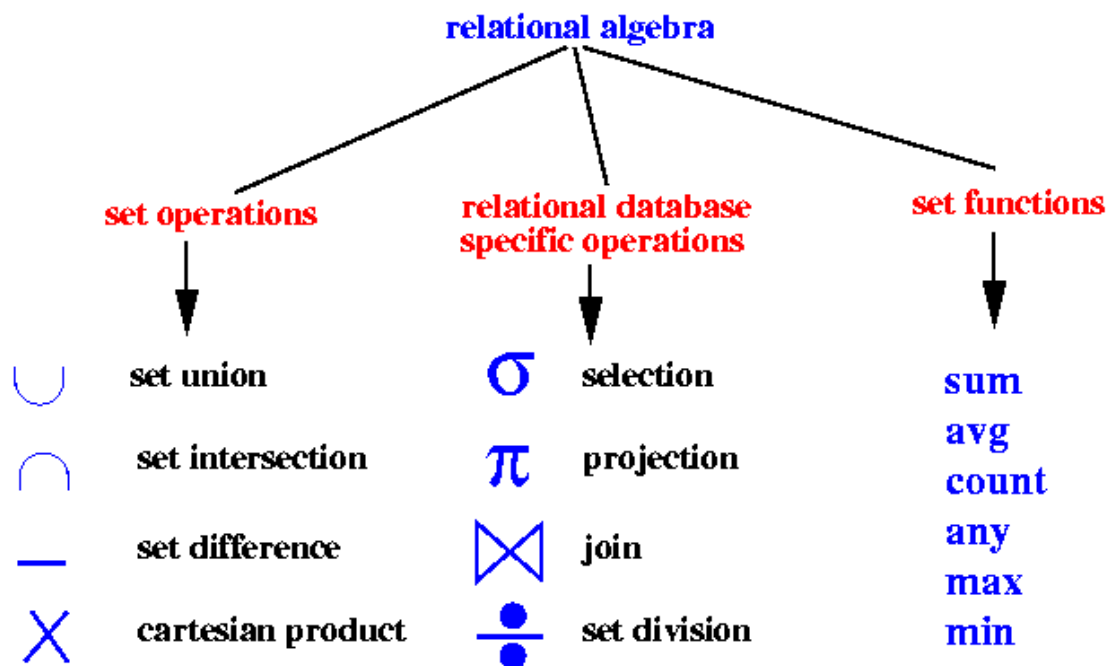 relational algebra
set operations
relational database
specific operations
set functions
∪ set union
∩ set intersection
− set difference
× cartesian product
σ selection
π projection
⋈ join
÷ set division
sum
avg
count
any
max
min